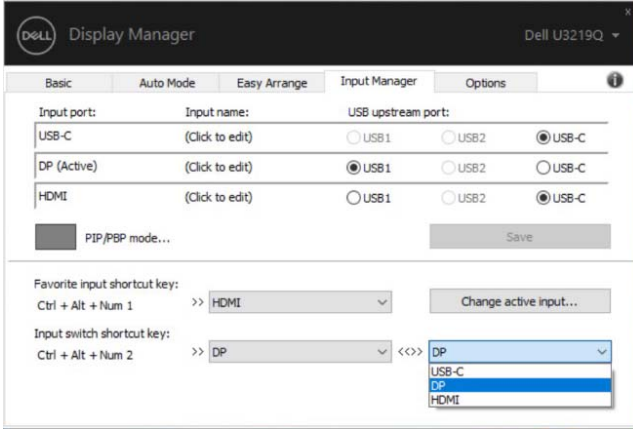 DELL Display Manager Dell U3219Q
Basic Auto Mode Easy Arrange Input Manager Options
Input port: Input name: USB upstream port:
USB-C (Click to edit) USB1 USB2 USB-C
DP (Active) (Click to edit) USB1 USB2 USB-C
HDMI (Click to edit) USB1 USB2 USB-C
PIP/PBP mode... Save
Favorite input shortcut key:
Ctrl + Alt + Num 1 >> HDMI Change active input...
Input switch shortcut key:
Ctrl + Alt + Num 2 >> DP <<>> DP
USB-C
DP
HDMI